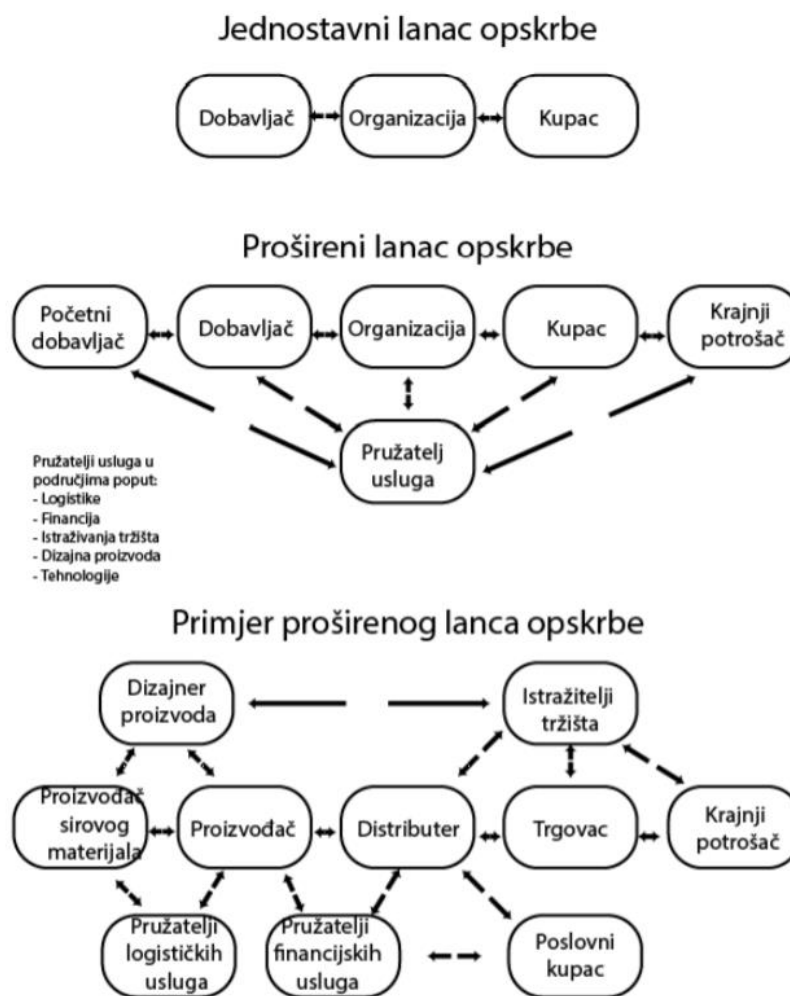 Jednostavni lanac opskrbe
Dobavljač
Organizacija
Kupac
Prošireni lanac opskrbe
Početni
dobavljač
Dobavljač
Organizacija
Kupac
Krajnji
potrošač
Pružatelj
usluga
Pružatelji usluga u
područjima poput:
- Logistike
- Financija
- Istraživanja tržišta
- Dizajna proizvoda
- Tehnologije
Primjer proširenog lanca opskrbe
Dizajner
proizvoda
Istražitelji
tržišta
Proizvođač
sirovog
materijala
Proizvođač
Distributer
Trgovac
Krajnji
potrošač
Pružatelji
logističkih
usluga
Pružatelji
financijskih
usluga
Poslovni
kupac